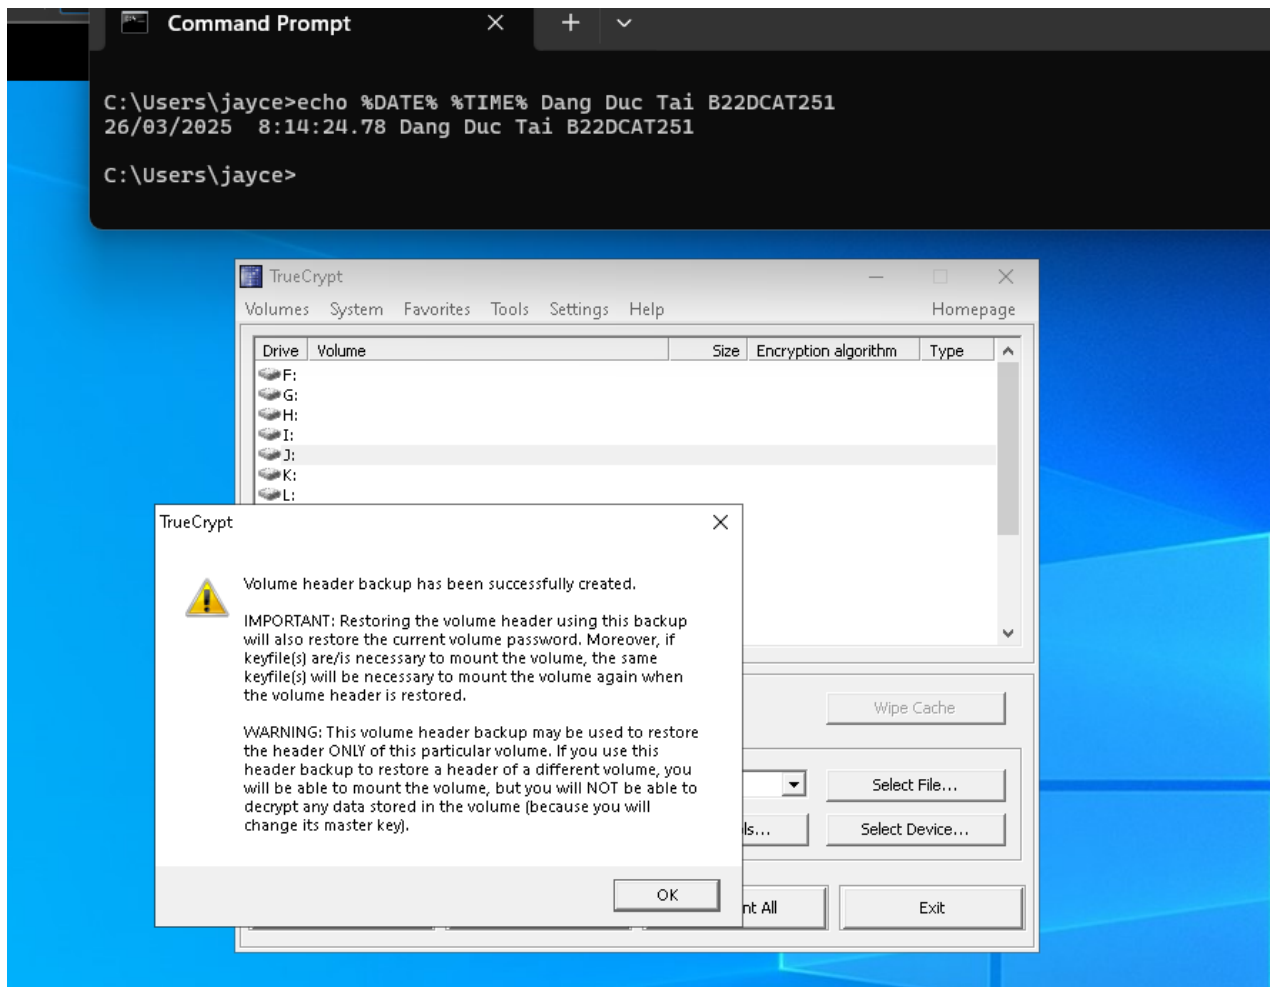 Command Prompt
C:\Users\jayce>echo %DATE% %TIME% Dang Duc Tai B22DCAT251
26/03/2025  8:14:24.78 Dang Duc Tai B22DCAT251
C:\Users\jayce>
TrueCrypt
Volumes System Favorites Tools Settings Help Homepage
Drive Volume Size Encryption algorithm Type
F:
G:
H:
I:
J:
K:
L:
TrueCrypt
Volume header backup has been successfully created.
IMPORTANT: Restoring the volume header using this backup
will also restore the current volume password. Moreover, if
keyfile(s) are/is necessary to mount the volume, the same
keyfile(s) will be necessary to mount the volume again when
the volume header is restored.
WARNING: This volume header backup may be used to restore
the header ONLY of this particular volume. If you use this
header backup to restore a header of a different volume, you
will be able to mount the volume, but you will NOT be able to
decrypt any data stored in the volume (because you will
change its master key).
OK
Wipe Cache
Select File...
ls... Select Device...
nt All Exit